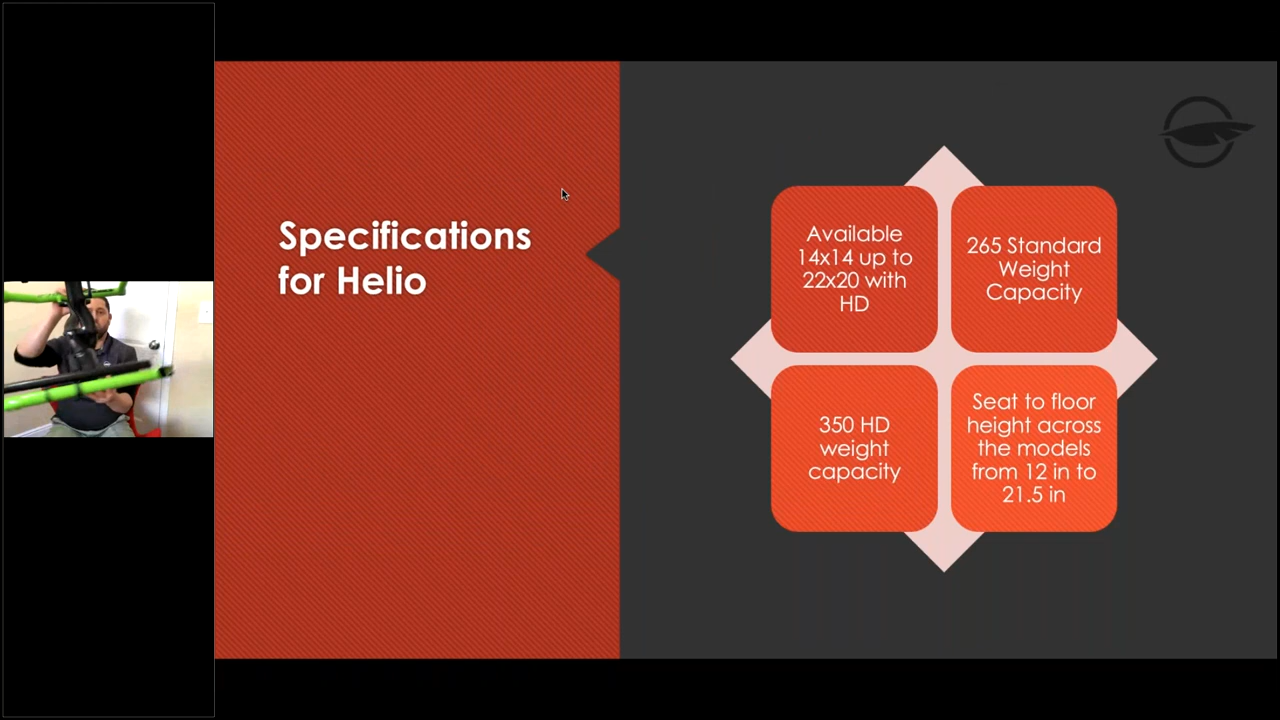 Specifications
for Helio
Available
14x14 up to
22x20 with
HD
265 Standard
Weight
Capacity
350 HD
weight
capacity
Seat to floor
height across
the models
from 12 in to
21.5 in